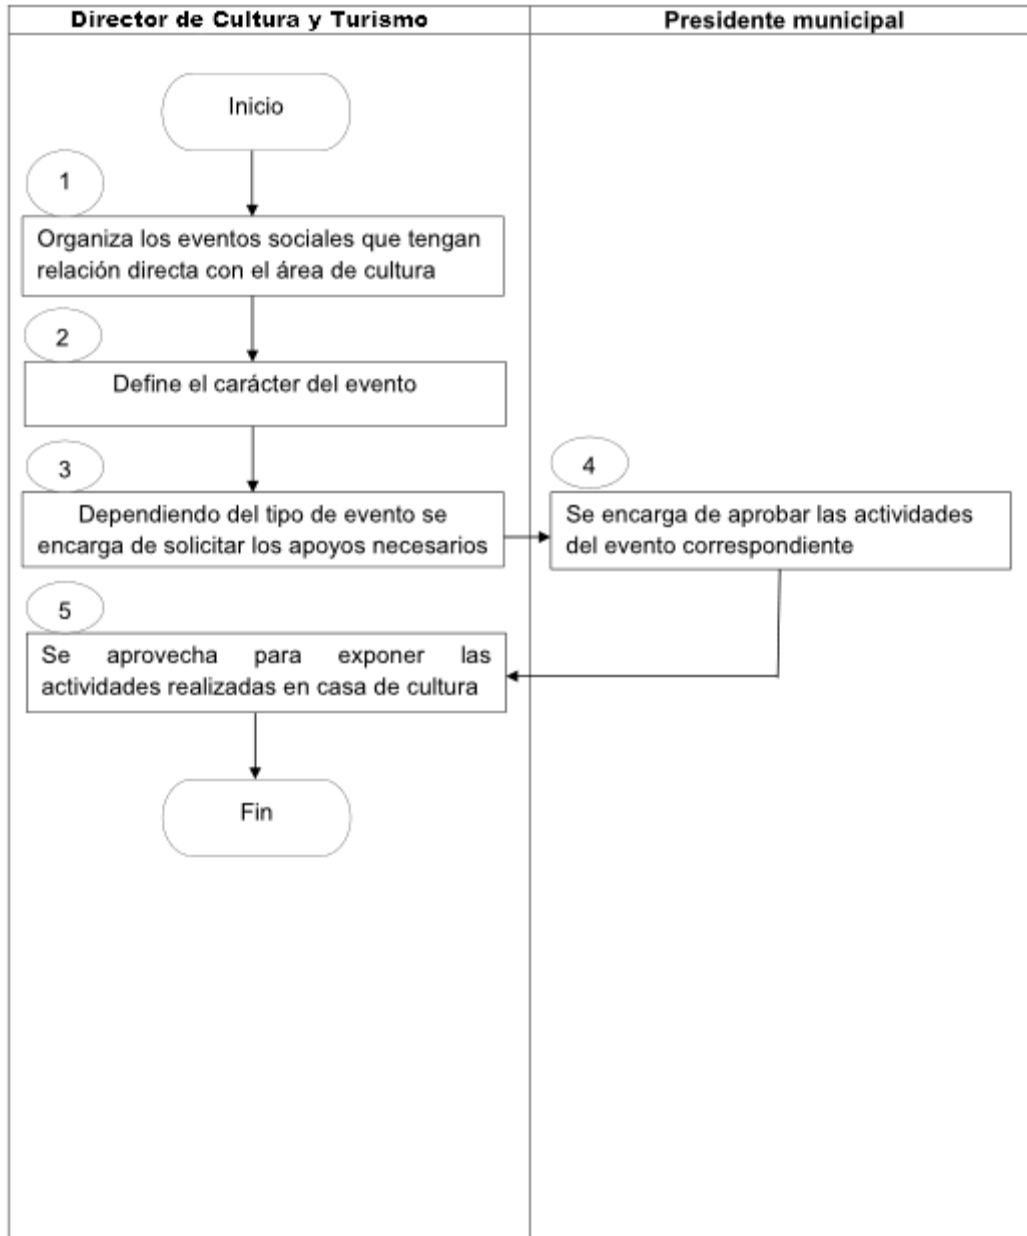 Director de Cultura y Turismo
Presidente municipal
Inicio
1
Organiza los eventos sociales que tengan
relación directa con el área de cultura
2
Define el carácter del evento
3
Dependiendo del tipo de evento se
encarga de solicitar los apoyos necesarios
4
Se encarga de aprobar las actividades
del evento correspondiente
5
Se aprovecha para exponer las
actividades realizadas en casa de cultura
Fin